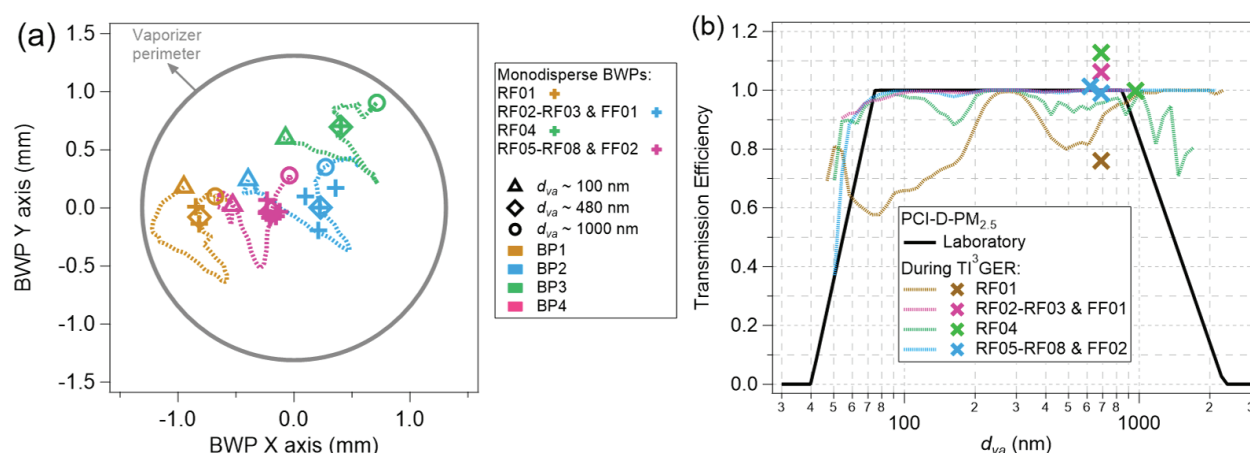 (a)
1.5
1.0
0.5
0.0
-0.5
-1.0
-1.5
BWP Y axis (mm)
Vaporizer
perimeter
-1.0
0.0
1.0
BWP X axis (mm)
Monodisperse BWPs:
RF01
RF02-RF03 & FF01
RF04
RF05-RF08 & FF02
dva ~ 100 nm
dva ~ 480 nm
dva ~ 1000 nm
BP1
BP2
BP3
BP4
(b)
1.2
1.0
0.8
0.6
0.4
0.2
0.0
Transmission Efficiency
PCI-D-PM2.5
Laboratory
During TI³GER:
RF01
RF02-RF03 & FF01
RF04
RF05-RF08 & FF02
3 4 5 6 7 8 100 2 3 4 5 6 7 8 1000 2 3
dva (nm)